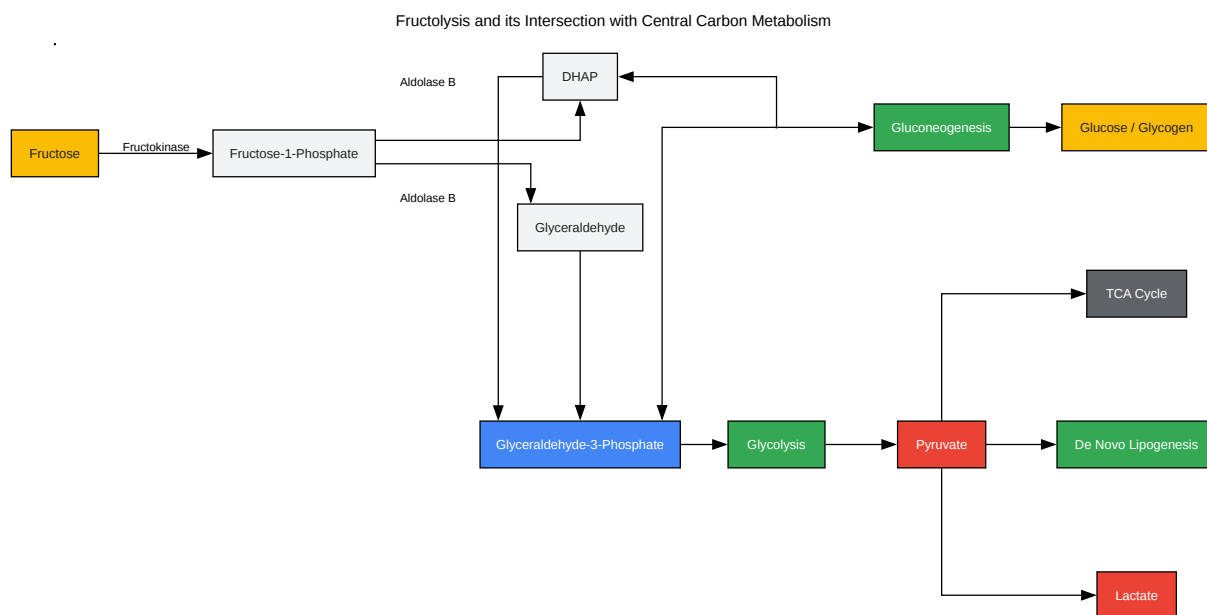 Fructolysis and its Intersection with Central Carbon Metabolism
Aldolase B
DHAP
Gluconeogenesis
Glucose / Glycogen
Fructose
Fructokinase
Fructose-1-Phosphate
Aldolase B
Glyceraldehyde
TCA Cycle
Glyceraldehyde-3-Phosphate
Glycolysis
Pyruvate
De Novo Lipogenesis
Lactate